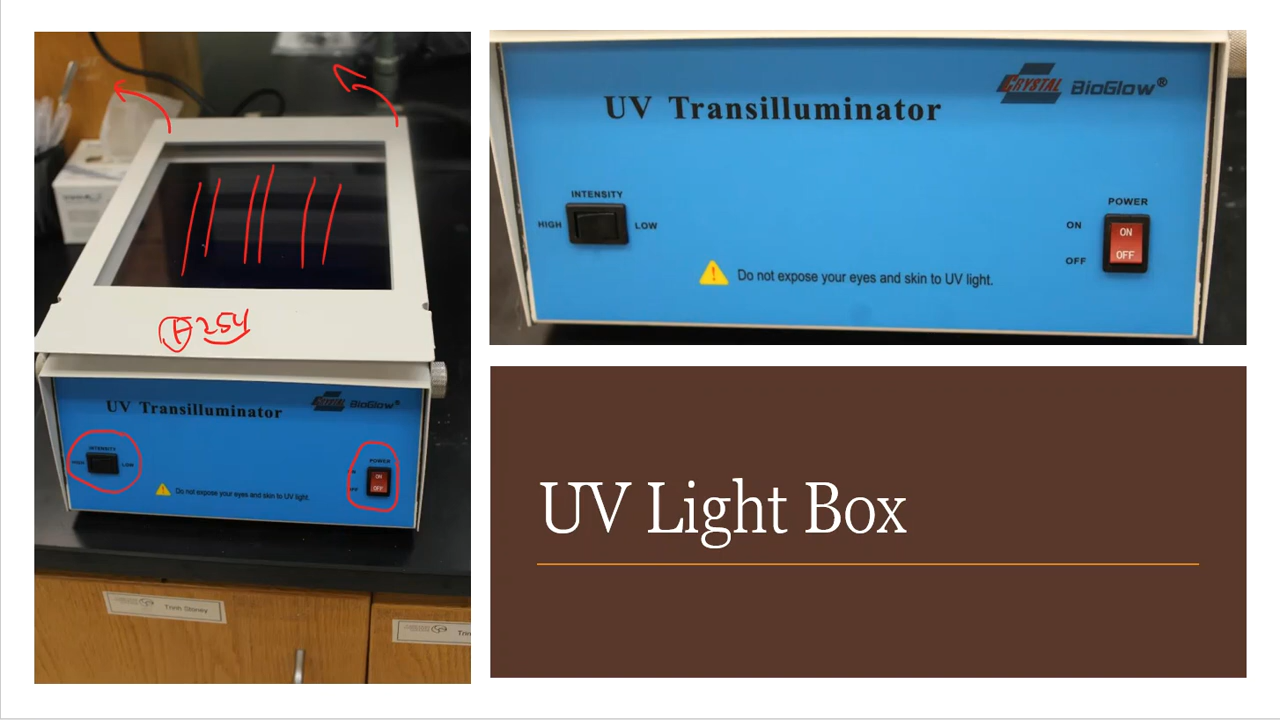 F254
UV Transilluminator
CRYSTAL BioGlow®
INTENSITY
HIGH
LOW
POWER
ON
OFF
Do not expose your eyes and skin to UV light.
UV Transilluminator
CRYSTAL BioGlow®
INTENSITY
HIGH
LOW
POWER
ON
ON
OFF
OFF
Do not expose your eyes and skin to UV light.
UV Light Box